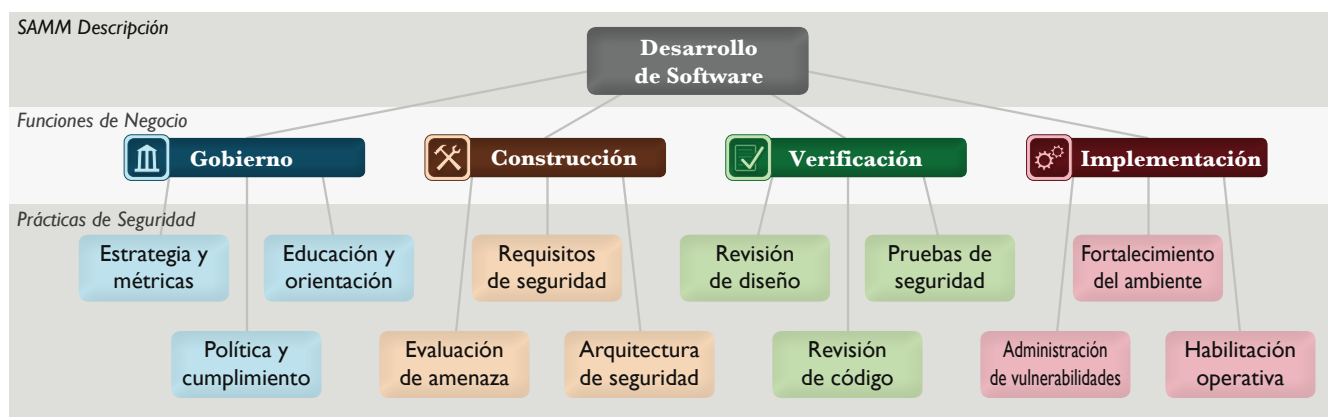 SAMM Descripción
Desarrollo
de Software
Funciones de Negocio
Gobierno
Construcción
Verificación
Implementación
Prácticas de Seguridad
Estrategia y
métricas
Educación y
orientación
Requisitos
de seguridad
Revisión
de diseño
Pruebas de
seguridad
Fortalecimiento
del ambiente
Política y
cumplimiento
Evaluación
de amenaza
Arquitectura
de seguridad
Revisión
de código
Administración
de vulnerabilidades
Habilitación
operativa